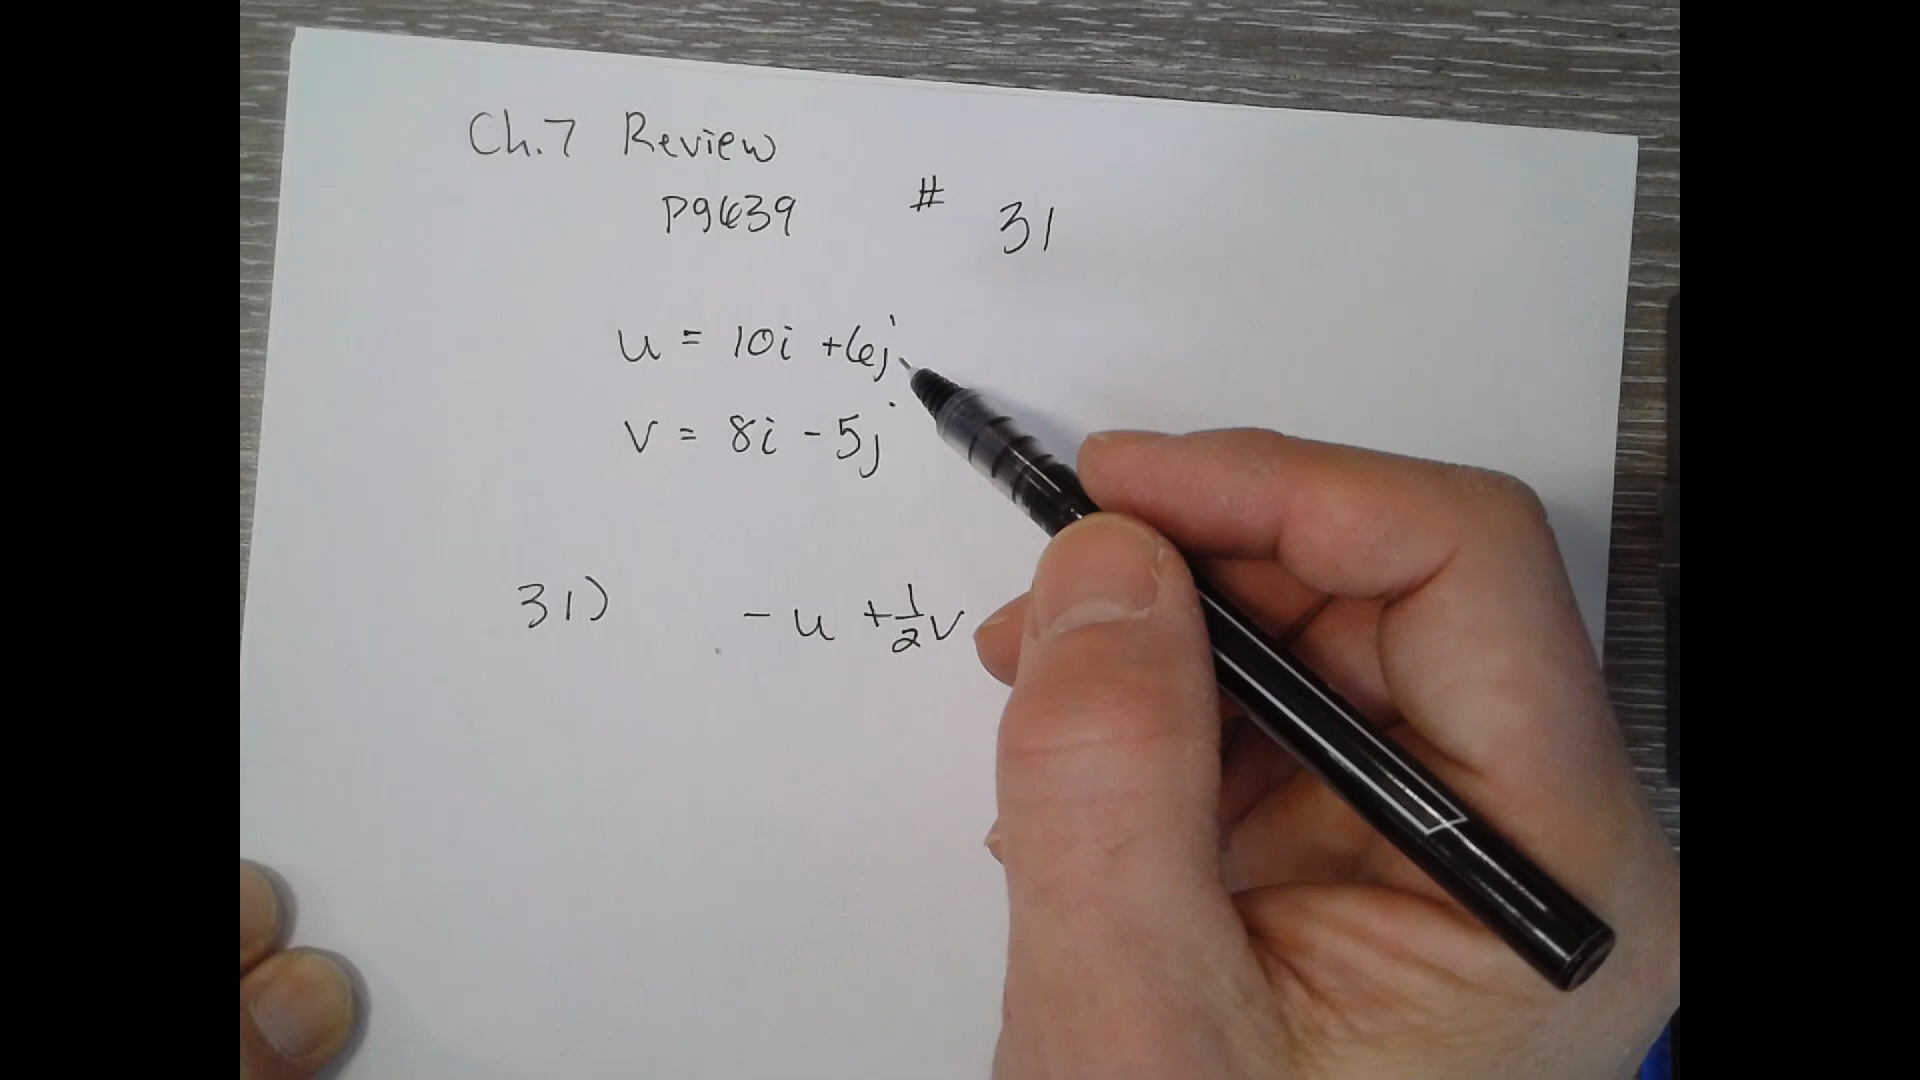 Ch.7 Review
Pg639 # 31
u = 10i + 6j
v = 8i - 5j
31) - u + 1/2 v